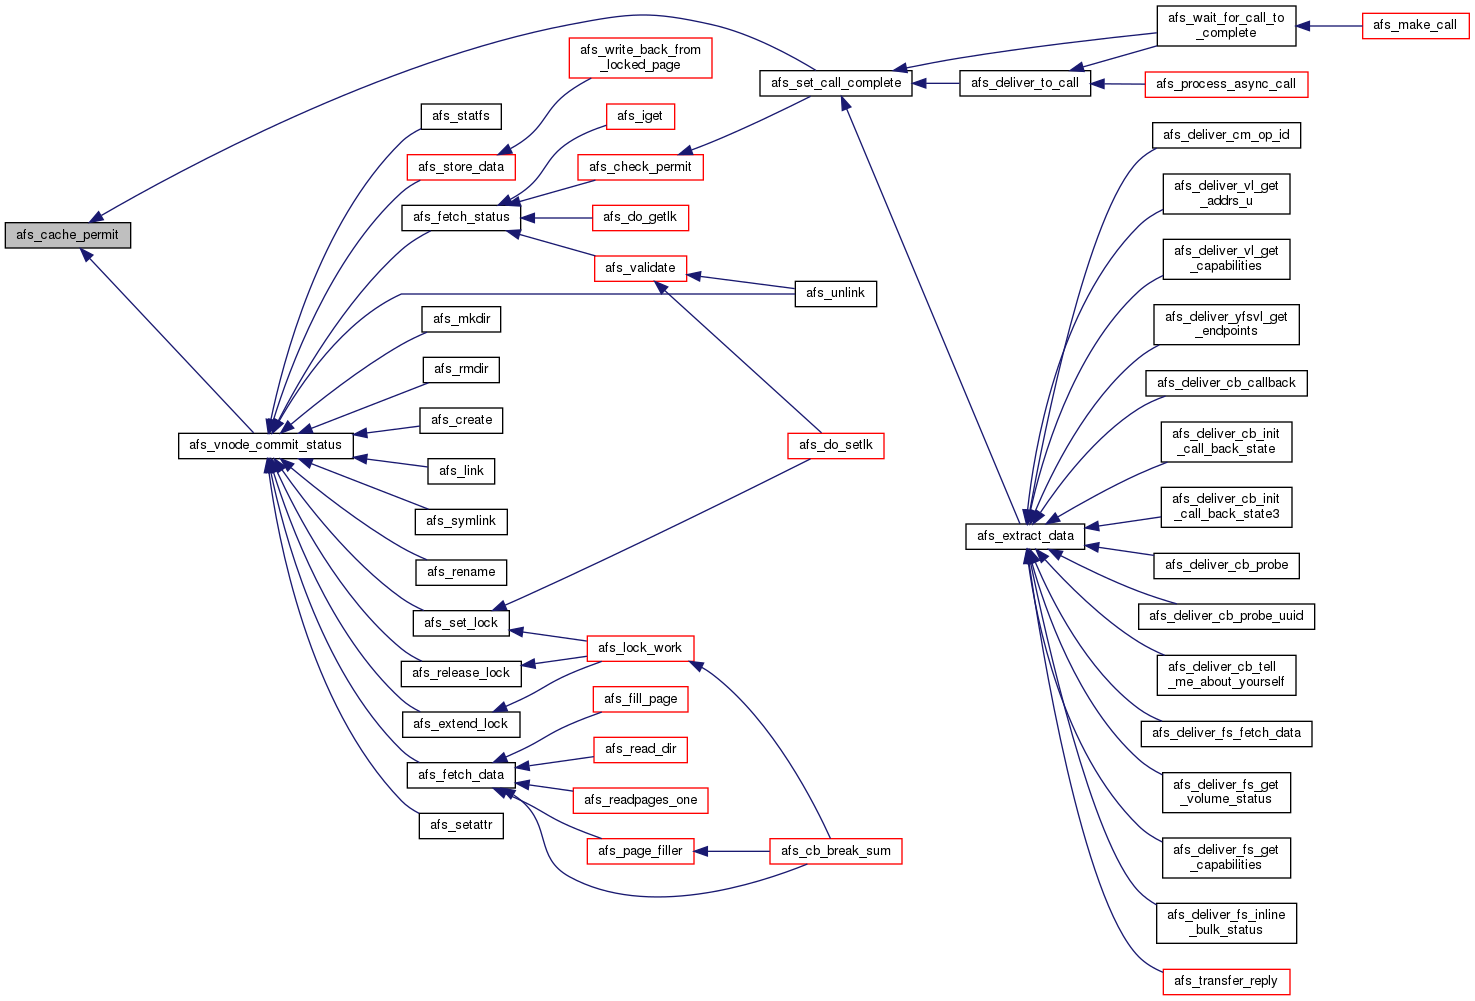 afs_cache_permit
afs_vnode_commit_status
afs_statfs
afs_store_data
afs_fetch_status
afs_mkdir
afs_rmdir
afs_create
afs_link
afs_symlink
afs_rename
afs_set_lock
afs_release_lock
afs_extend_lock
afs_fetch_data
afs_setattr
afs_write_back_from
_locked_page
afs_iget
afs_check_permit
afs_do_getlk
afs_validate
afs_lock_work
afs_fill_page
afs_read_dir
afs_readpages_one
afs_page_filler
afs_set_call_complete
afs_unlink
afs_do_setlk
afs_cb_break_sum
afs_deliver_to_call
afs_extract_data
afs_wait_for_call_to
_complete
afs_process_async_call
afs_deliver_cm_op_id
afs_deliver_vl_get
_addrs_u
afs_deliver_vl_get
_capabilities
afs_deliver_yfsvl_get
_endpoints
afs_deliver_cb_callback
afs_deliver_cb_init
_call_back_state
afs_deliver_cb_init
_call_back_state3
afs_deliver_cb_probe
afs_deliver_cb_probe_uuid
afs_deliver_cb_tell
_me_about_yourself
afs_deliver_fs_fetch_data
afs_deliver_fs_get
_volume_status
afs_deliver_fs_get
_capabilities
afs_deliver_fs_inline
_bulk_status
afs_transfer_reply
afs_make_call